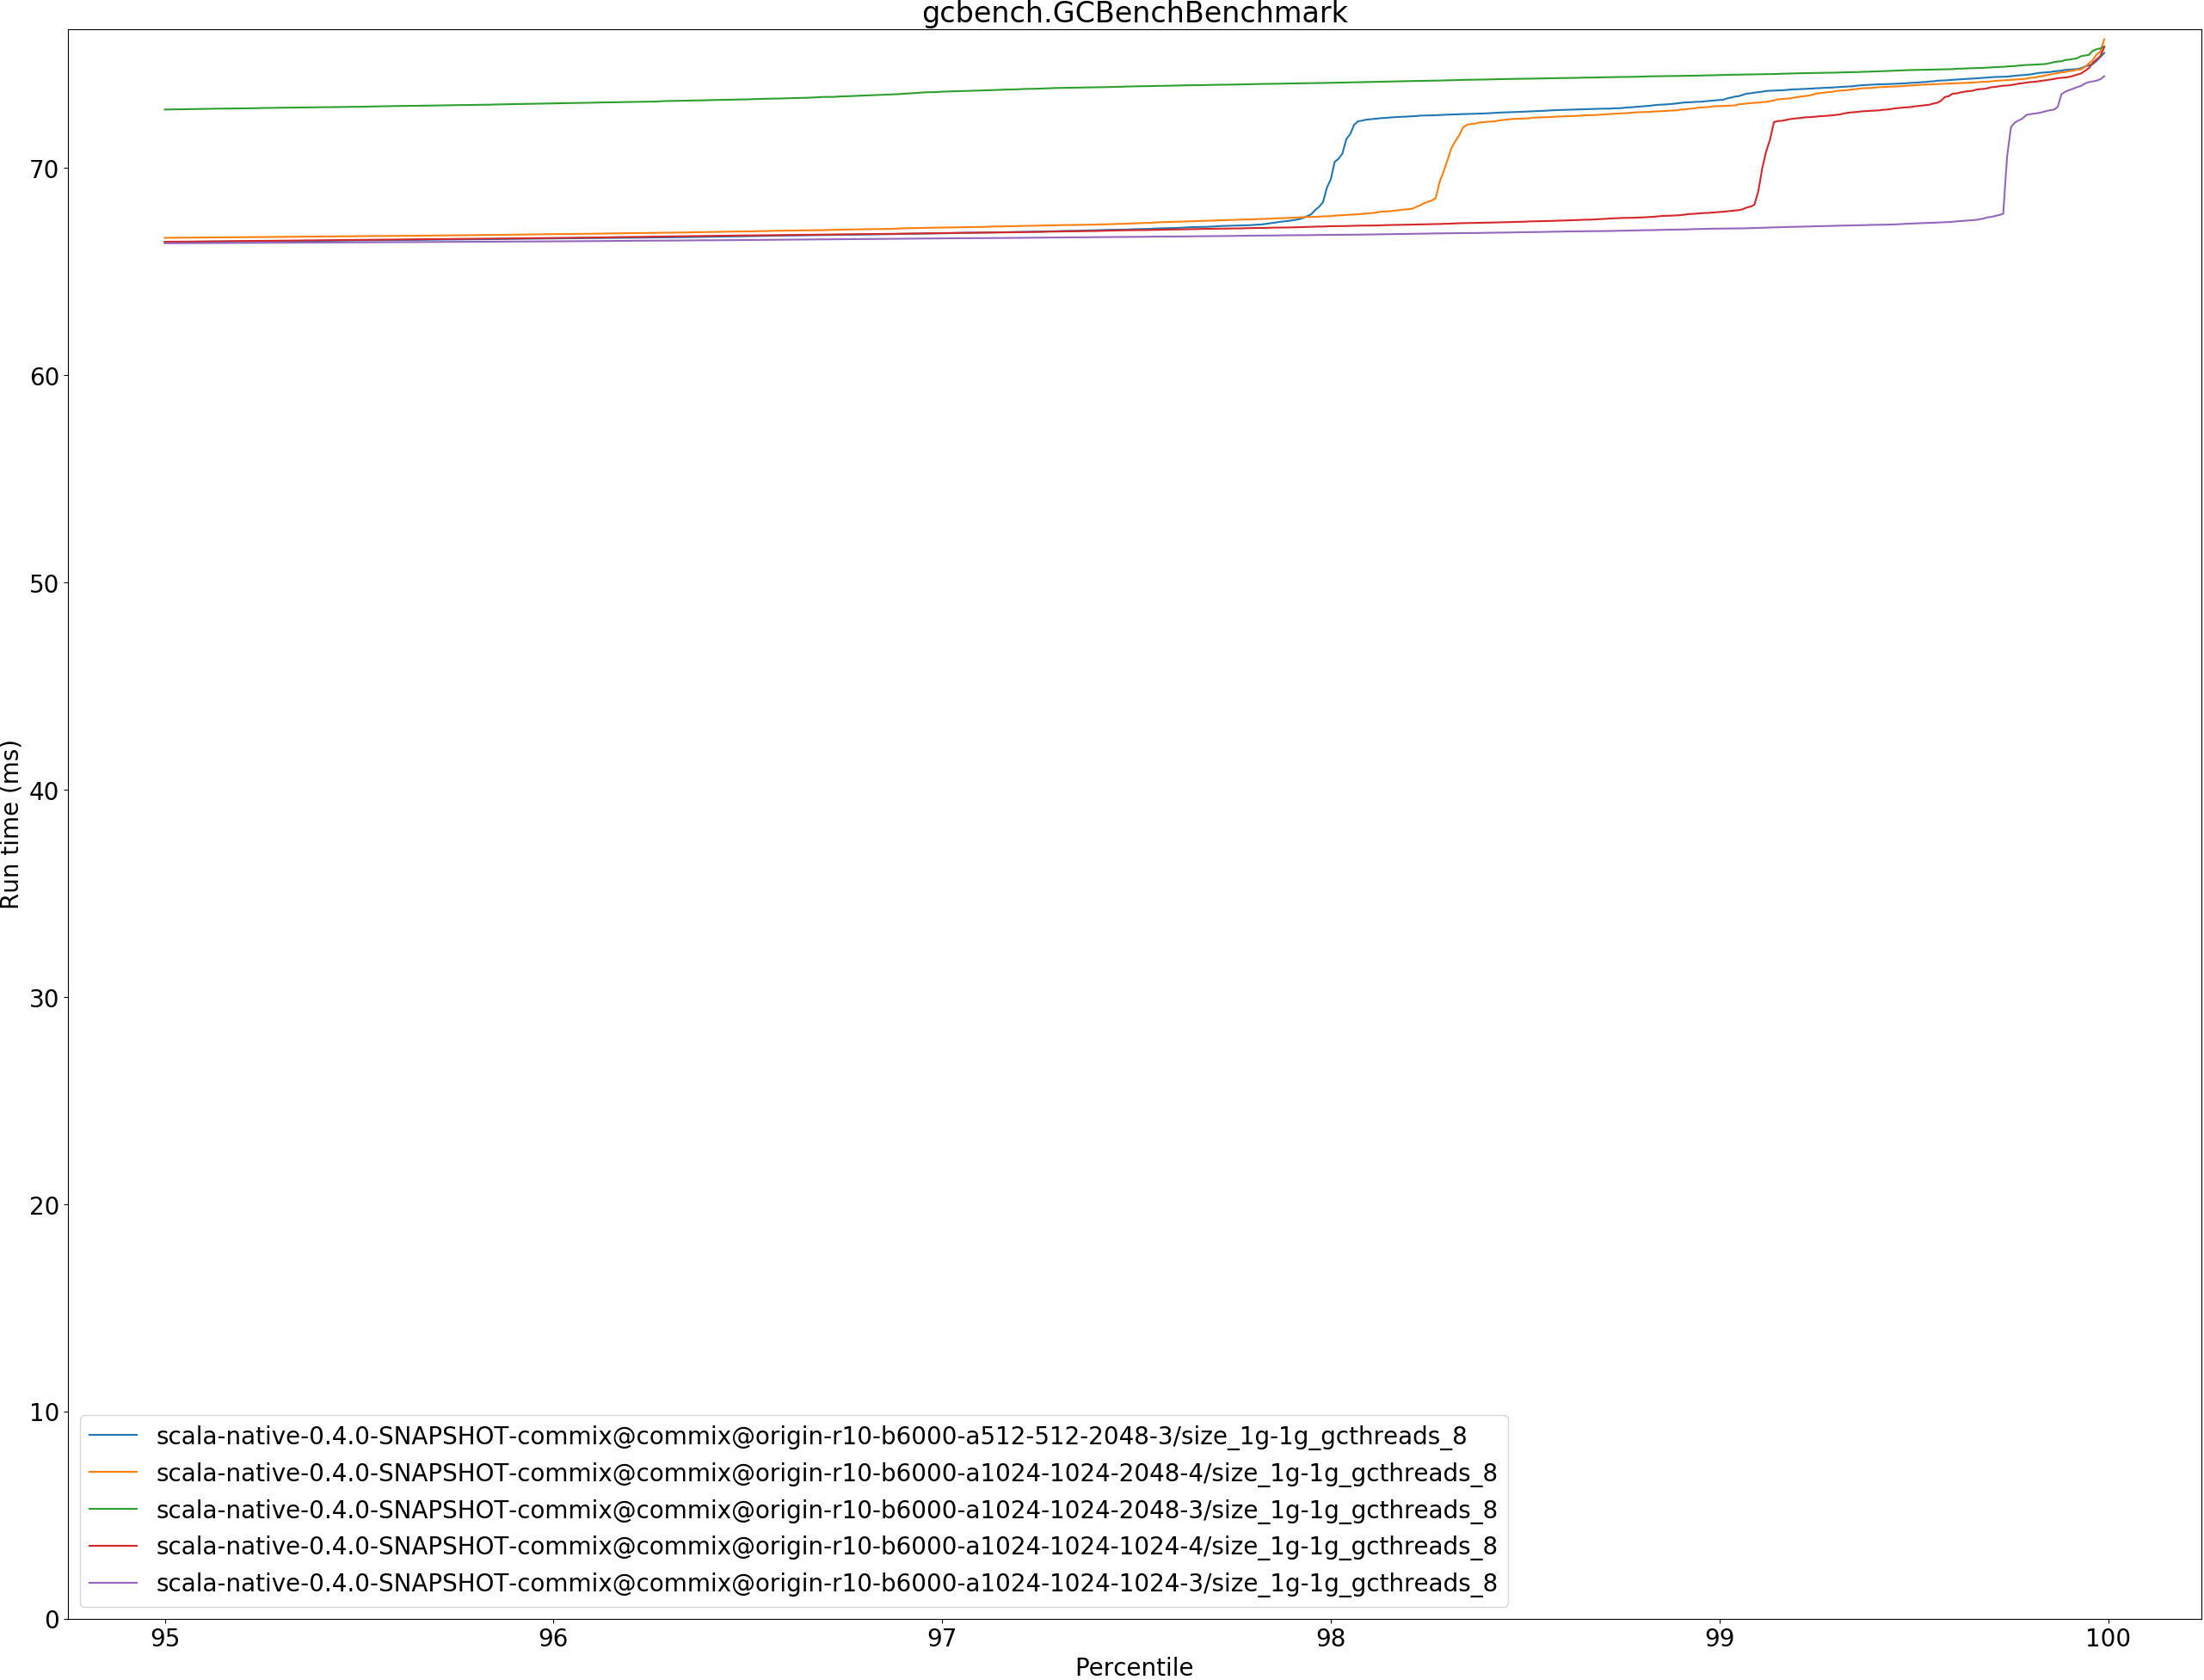 gcbench.GCBenchBenchmark
Run time (ms)
70
60
50
40
30
20
10
0
scala-native-0.4.0-SNAPSHOT-commix@commix@origin-r10-b6000-a512-512-2048-3/size_1g-1g_gcthreads_8
scala-native-0.4.0-SNAPSHOT-commix@commix@origin-r10-b6000-a1024-1024-2048-4/size_1g-1g_gcthreads_8
scala-native-0.4.0-SNAPSHOT-commix@commix@origin-r10-b6000-a1024-1024-2048-3/size_1g-1g_gcthreads_8
scala-native-0.4.0-SNAPSHOT-commix@commix@origin-r10-b6000-a1024-1024-1024-4/size_1g-1g_gcthreads_8
scala-native-0.4.0-SNAPSHOT-commix@commix@origin-r10-b6000-a1024-1024-1024-3/size_1g-1g_gcthreads_8
95 96 97 98 99 100
Percentile